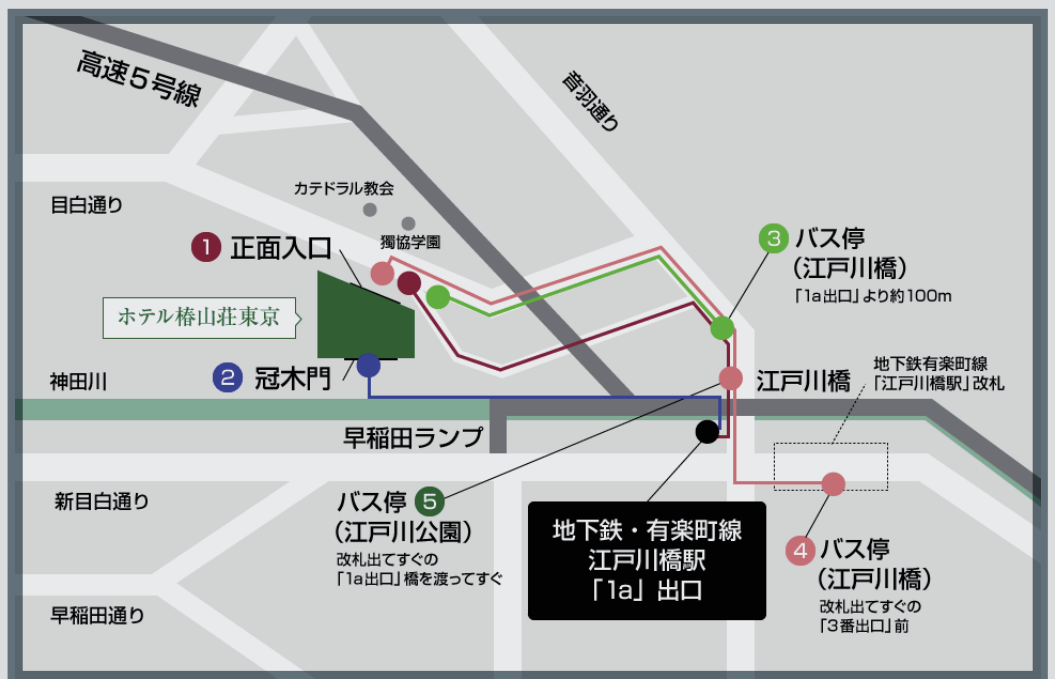 高速5号線
音羽通り
目白通り
カテドラル教会
獨協学園
1 正面入口
ホテル椿山荘東京
2 冠木門
3 バス停
(江戸川橋)
「1a出口」より約100m
神田川
江戸川橋
地下鉄有楽町線
「江戸川橋駅」改札
早稲田ランプ
新目白通り
バス停 5
(江戸川公園)
改札出てすぐの
「1a出口」橋を渡ってすぐ
地下鉄・有楽町線
江戸川橋駅
「1a」出口
4 バス停
(江戸川橋)
改札出てすぐの
「3番出口」前
早稲田通り